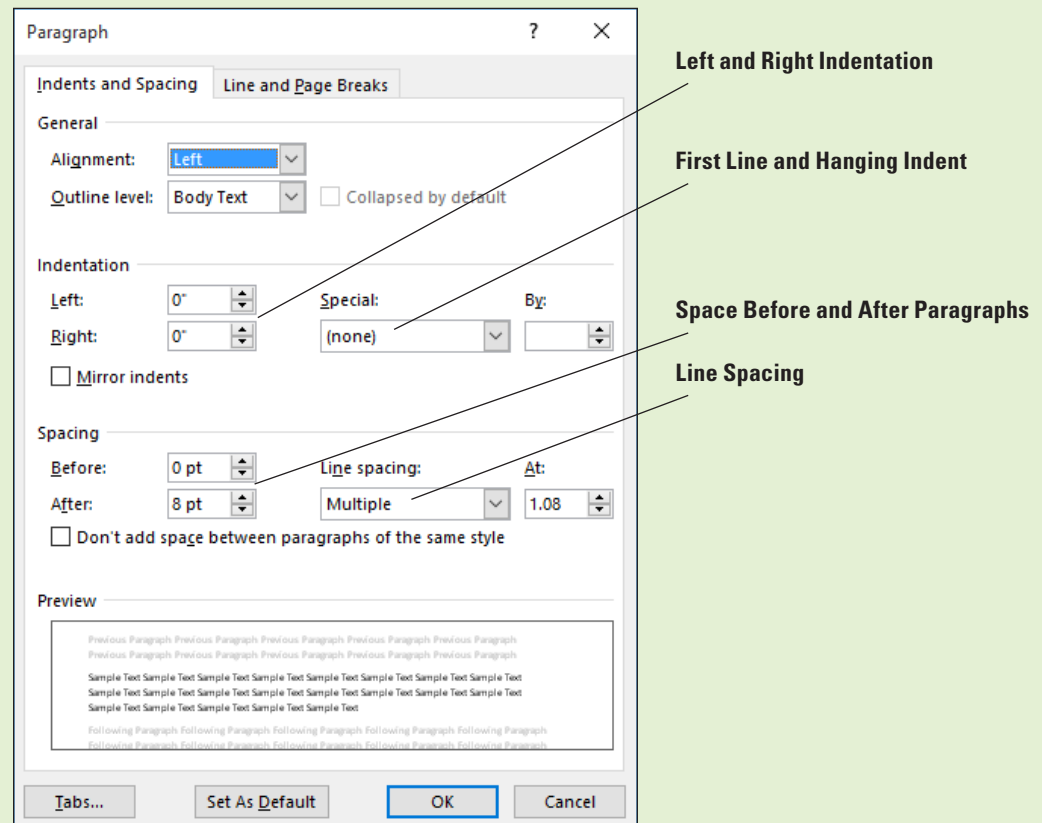 Paragraph ? ×
Indents and Spacing Line and Page Breaks
Left and Right Indentation
General
Alignment: Left
First Line and Hanging Indent
Outline level: Body Text Collapsed by default
Indentation
Left: 0" Special: By:
Space Before and After Paragraphs
Right: 0" (none)
Mirror indents
Line Spacing
Spacing
Before: 0 pt Line spacing: At:
After: 8 pt Multiple 1.08
Don't add space between paragraphs of the same style
Preview
Previous Paragraph Previous Paragraph Previous Paragraph Previous Paragraph Previous Paragraph
Previous Paragraph Previous Paragraph Previous Paragraph Previous Paragraph Previous Paragraph
Sample Text Sample Text Sample Text Sample Text Sample Text Sample Text Sample Text Sample Text
Sample Text Sample Text Sample Text Sample Text Sample Text Sample Text Sample Text Sample Text
Sample Text Sample Text Sample Text Sample Text Sample Text
Following Paragraph Following Paragraph Following Paragraph Following Paragraph Following Paragraph
Following Paragraph Following Paragraph Following Paragraph Following Paragraph Following Paragraph
Tabs... Set As Default OK Cancel